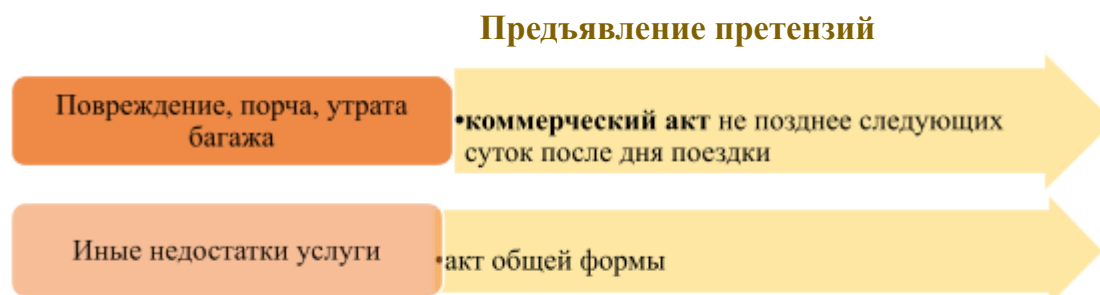 Предъявление претензий
Повреждение, порча, утрата
багажа
•коммерческий акт не позднее следующих
суток после дня поездки
Иные недостатки услуги
•акт общей формы